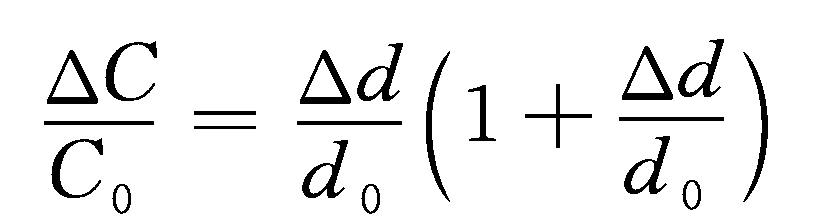 ΔC/C₀ = Δd/d₀ (1 + Δd/d₀)